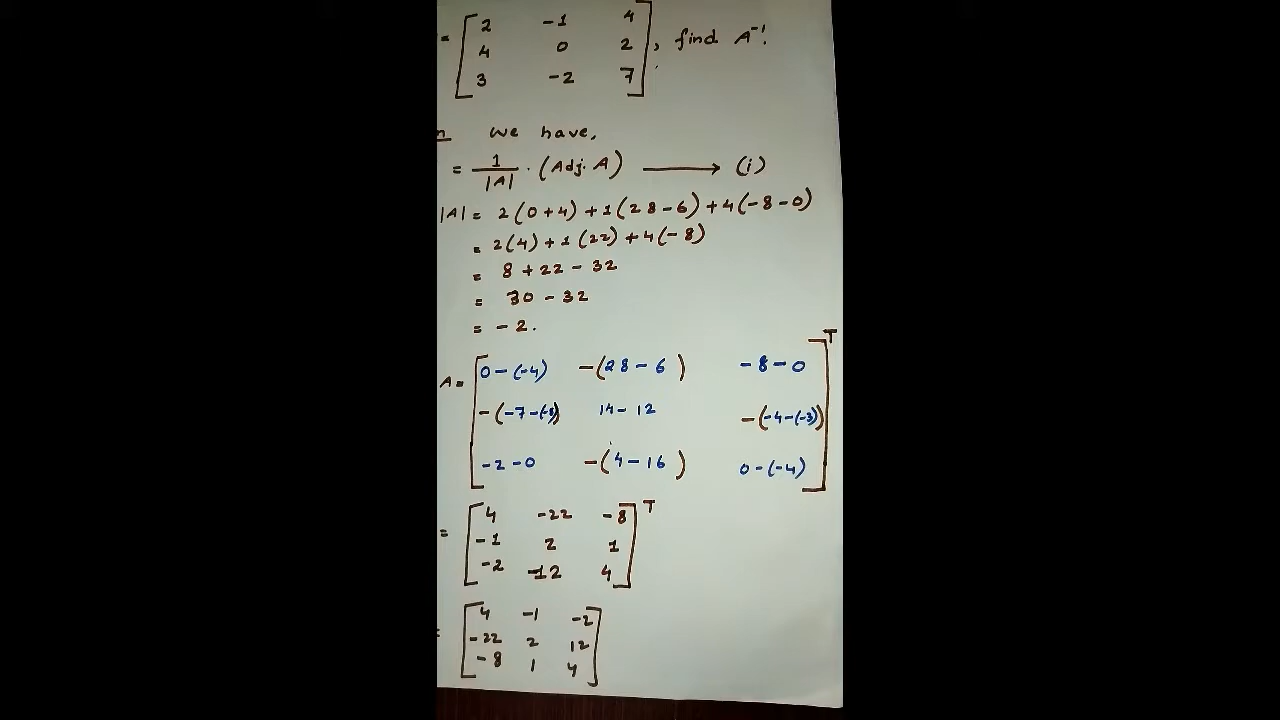 = [ 2 -1 4
4 0 2
3 -2 7 ], find A⁻¹.
n We have,
= 1/|A| · (Adj. A) ⟶ (i)
|A| = 2(0+4)+1(28-6)+4(-8-0)
= 2(4)+1(22)+4(-8)
= 8+22-32
= 30-32
= -2.
A = [ 0-(-4) -(28-6) -8-0
-(-7-(-8)) 14-12 -(-4-(-3))
-2-0 -(4-16) 0-(-4) ]ᵀ
= [ 4 -22 -8
-1 2 1
-2 -12 4 ]ᵀ
= [ 4 -1 -2
-22 2 12
-8 1 4 ]